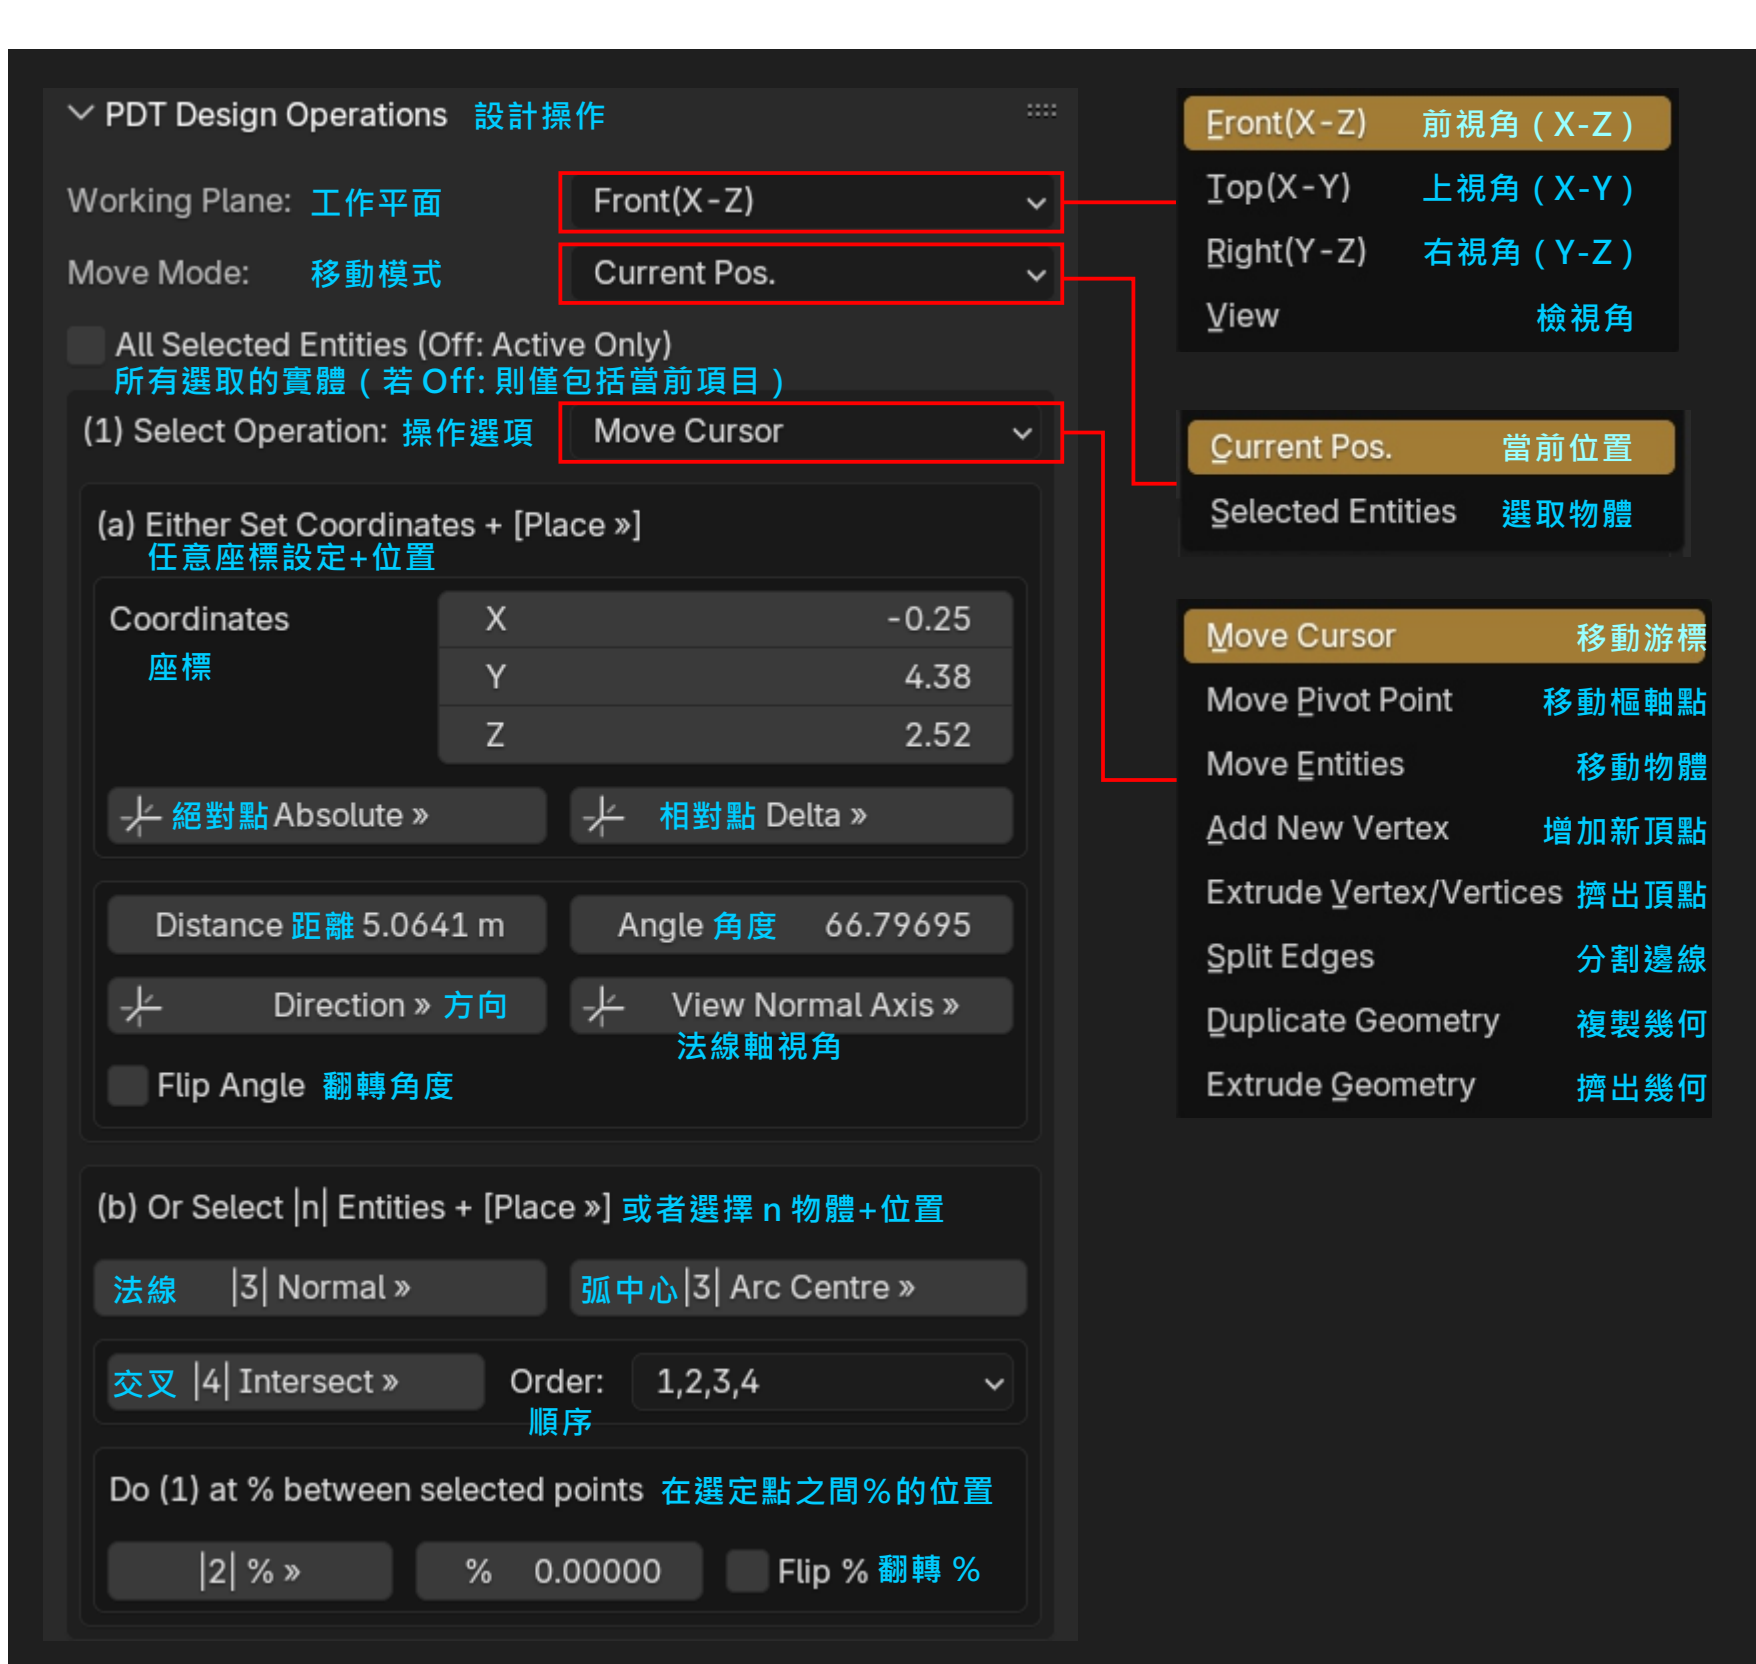 PDT Design Operations 設計操作
Working Plane: 工作平面 Front(X-Z)
Move Mode: 移動模式 Current Pos.
All Selected Entities (Off: Active Only)
所有選取的實體（若 Off: 則僅包括當前項目）
(1) Select Operation: 操作選項 Move Cursor
(a) Either Set Coordinates + [Place »]
任意座標設定+位置
Coordinates X -0.25
座標
Y 4.38
Z 2.52
絕對點 Absolute » 相對點 Delta »
Distance 距離 5.0641 m Angle 角度 66.79695
Direction » 方向 View Normal Axis »
法線軸視角
Flip Angle 翻轉角度
(b) Or Select |n| Entities + [Place »] 或者選擇 n 物體+位置
法線 |3| Normal » 弧中心 |3| Arc Centre »
交叉 |4| Intersect » Order: 1,2,3,4
順序
Do (1) at % between selected points 在選定點之間%的位置
|2| % » % 0.00000 Flip % 翻轉 %
Front(X-Z) 前視角（X-Z）
Top(X-Y) 上視角（X-Y）
Right(Y-Z) 右視角（Y-Z）
View 檢視角
Current Pos. 當前位置
Selected Entities 選取物體
Move Cursor 移動游標
Move Pivot Point 移動樞軸點
Move Entities 移動物體
Add New Vertex 增加新頂點
Extrude Vertex/Vertices 擠出頂點
Split Edges 分割邊線
Duplicate Geometry 複製幾何
Extrude Geometry 擠出幾何